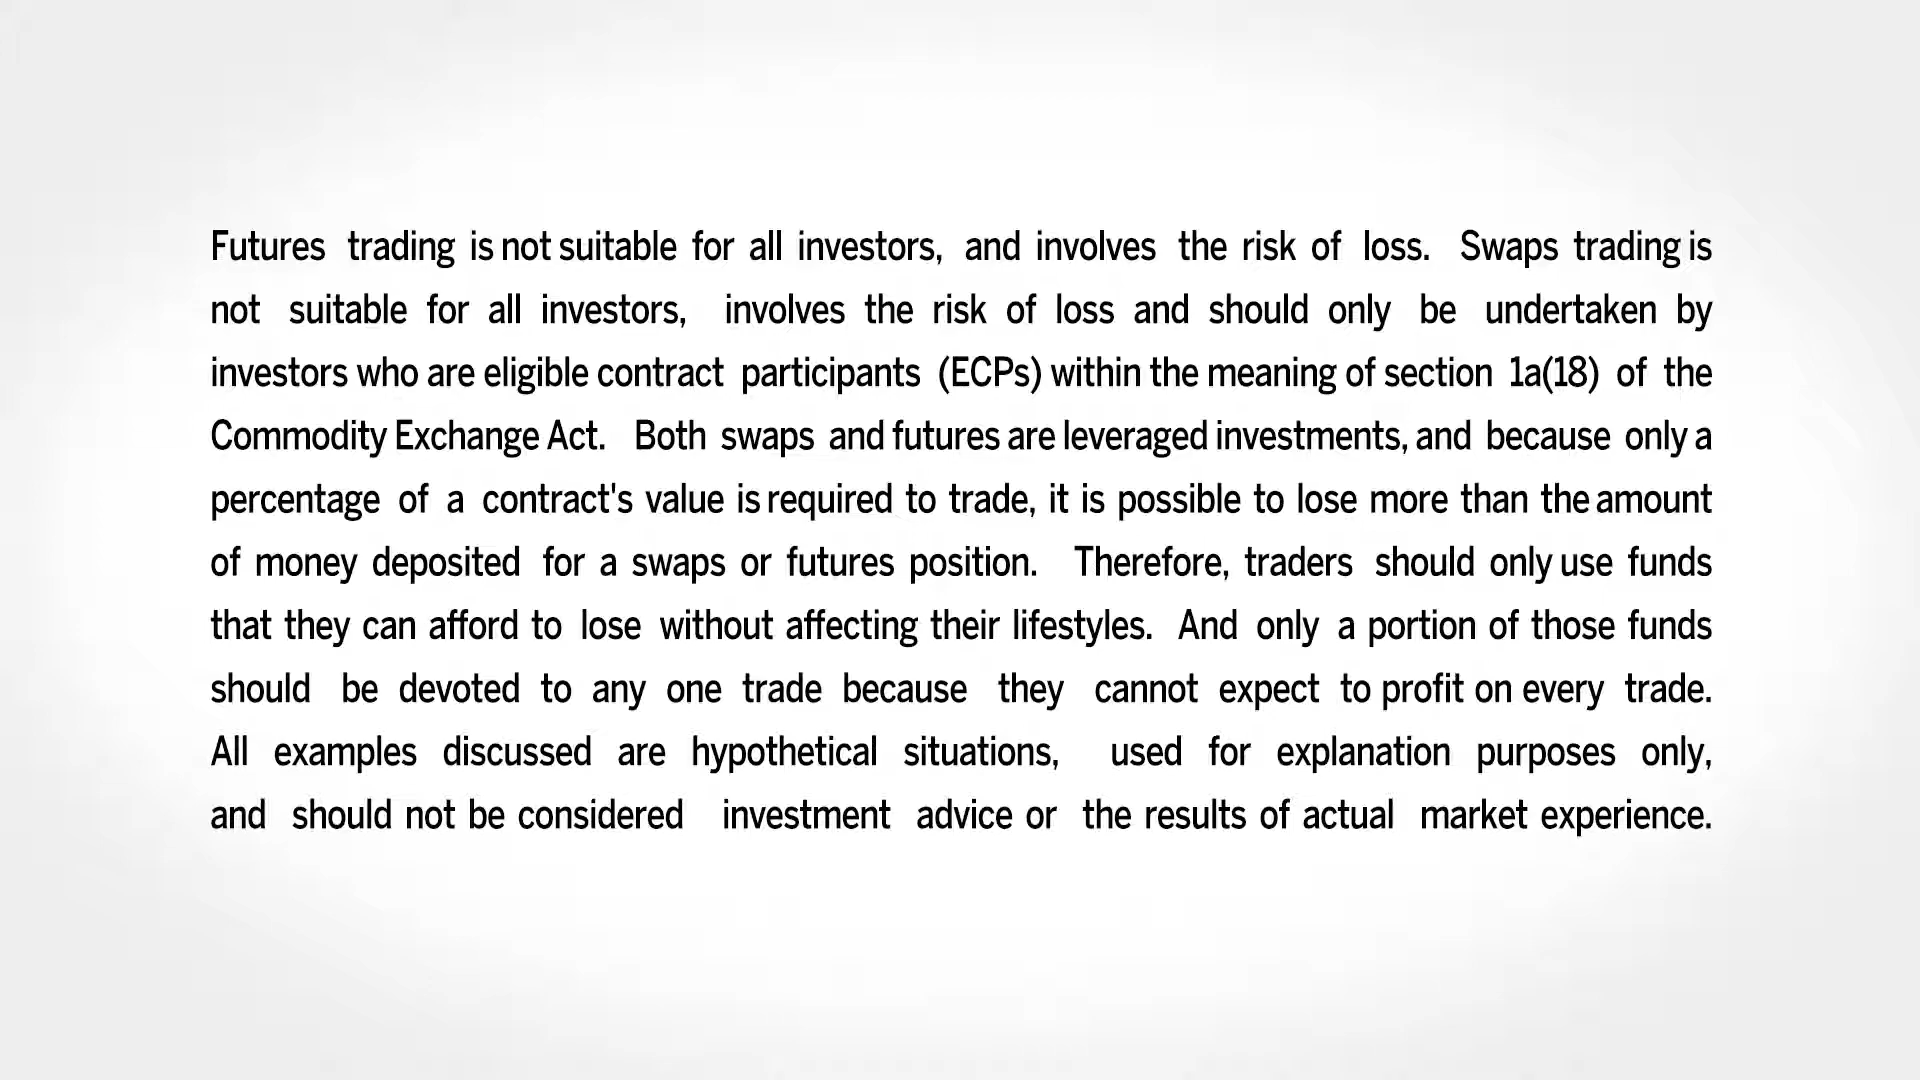 Futures trading is not suitable for all investors, and involves the risk of loss. Swaps trading is
not suitable for all investors, involves the risk of loss and should only be undertaken by
investors who are eligible contract participants (ECPs) within the meaning of section 1a(18) of the
Commodity Exchange Act. Both swaps and futures are leveraged investments, and because only a
percentage of a contract's value is required to trade, it is possible to lose more than the amount
of money deposited for a swaps or futures position. Therefore, traders should only use funds
that they can afford to lose without affecting their lifestyles. And only a portion of those funds
should be devoted to any one trade because they cannot expect to profit on every trade.
All examples discussed are hypothetical situations, used for explanation purposes only,
and should not be considered investment advice or the results of actual market experience.